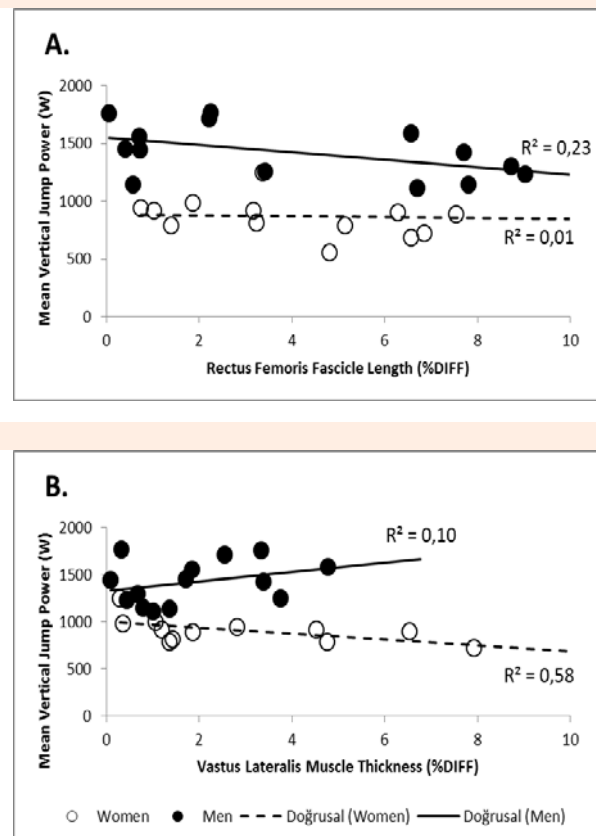 A.
Mean Vertical Jump Power (W)
2000
1500
1000
500
0
R² = 0,23
R² = 0,01
0 2 4 6 8 10
Rectus Femoris Fascicle Length (%DIFF)
B.
Mean Vertical Jump Power (W)
2000
1500
1000
500
0
R² = 0,10
R² = 0,58
0 2 4 6 8 10
Vastus Lateralis Muscle Thickness (%DIFF)
Women Men Doğrusal (Women) Doğrusal (Men)